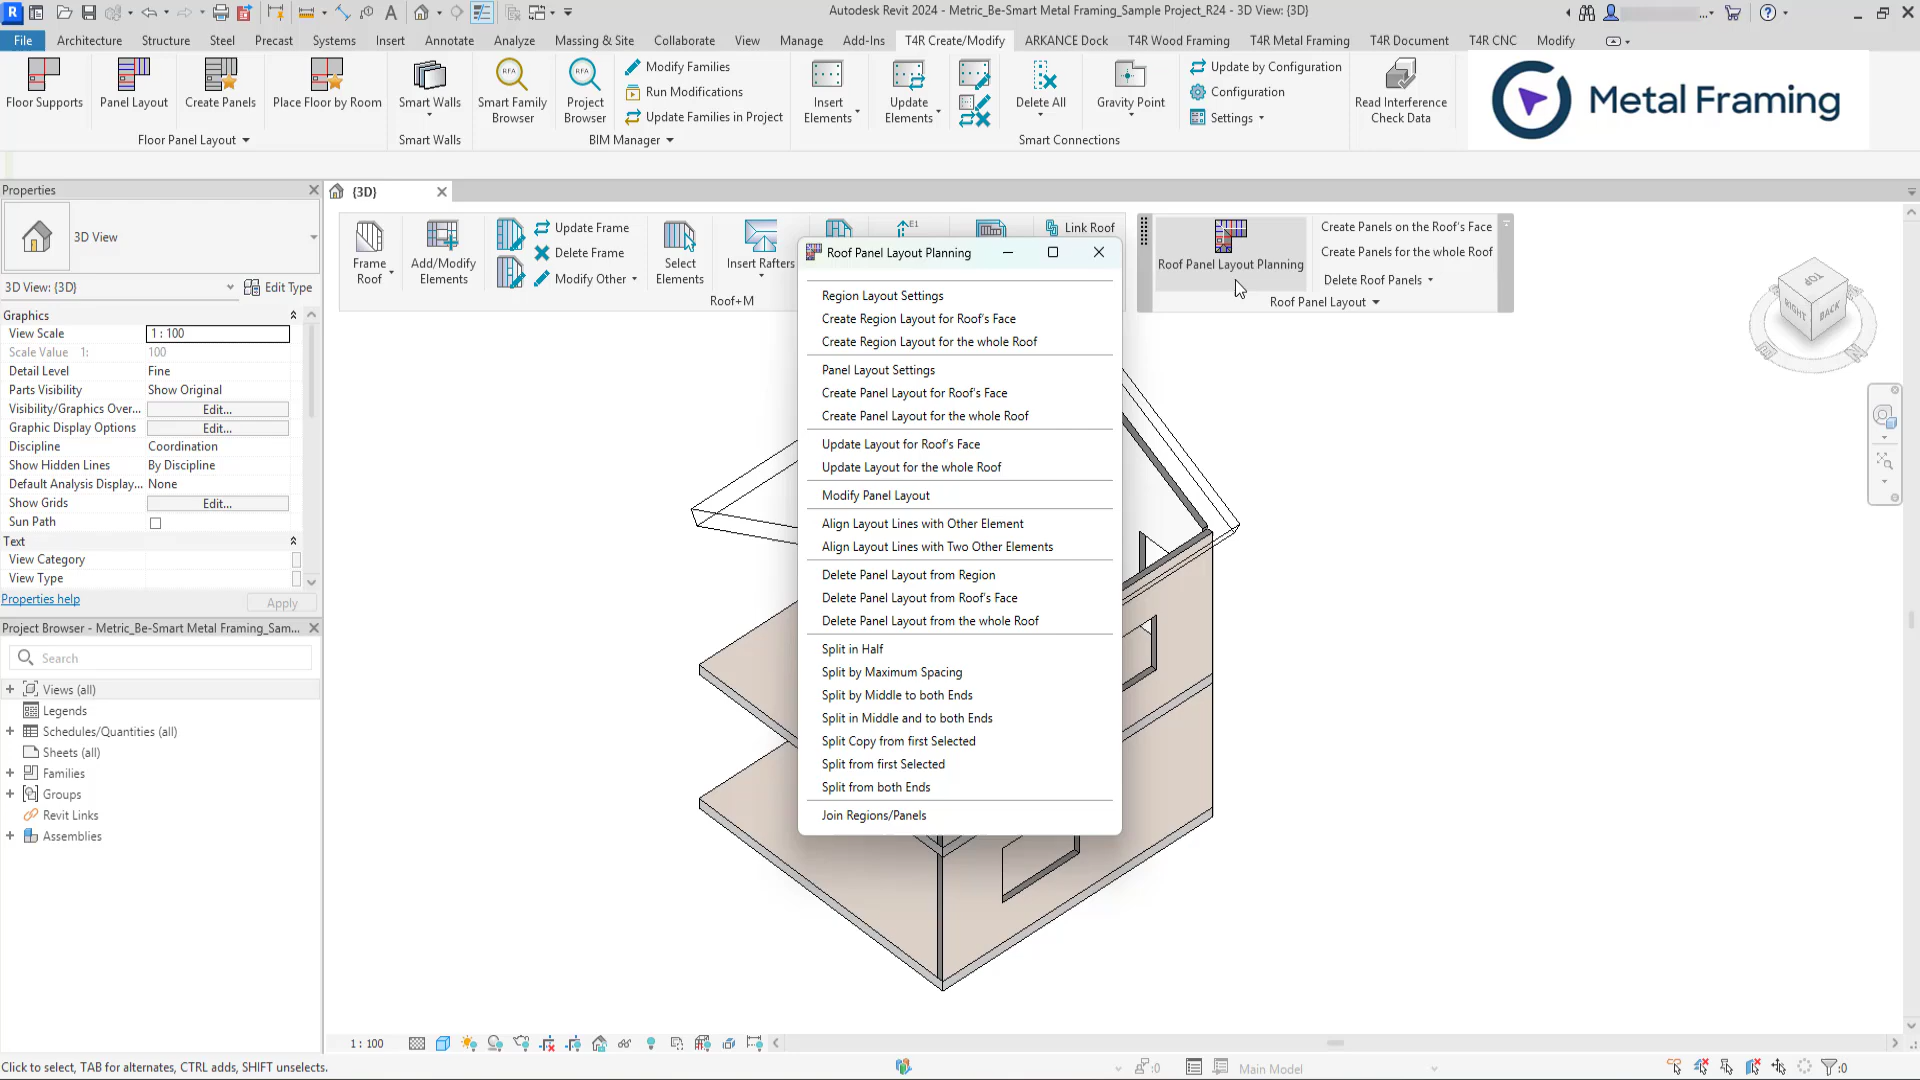 Autodesk Revit 2024 - Metric_Be-Smart Metal Framing_Sample Project_R24 - 3D View: {3D}
File Architecture Structure Steel Precast Systems Insert Annotate Analyze Massing & Site Collaborate View Manage Add-Ins T4R Create/Modify ARKANCE Dock T4R Wood Framing T4R Metal Framing T4R Document T4R CNC Modify
Floor Supports
Panel Layout
Create Panels
Place Floor by Room
Floor Panel Layout
Smart Walls
Smart Walls
RFA
Smart Family Browser
RFA
Project Browser
Modify Families
Run Modifications
Update Families in Project
BIM Manager
Insert Elements
Update Elements
Delete All
Gravity Point
Update by Configuration
Configuration
Settings
Smart Connections
Read Interference Check Data
Metal Framing
Properties
3D View
3D View: {3D}
Edit Type
Graphics
View Scale 1 : 100
Scale Value 1: 100
Detail Level Fine
Parts Visibility Show Original
Visibility/Graphics Over... Edit...
Graphic Display Options Edit...
Discipline Coordination
Show Hidden Lines By Discipline
Default Analysis Display... None
Show Grids Edit...
Sun Path
Text
View Category
View Type
Properties help
Apply
Project Browser - Metric_Be-Smart Metal Framing_Sam...
Search
Views (all)
Legends
Schedules/Quantities (all)
Sheets (all)
Families
Groups
Revit Links
Assemblies
{3D}
Frame Roof
Add/Modify Elements
Update Frame
Delete Frame
Modify Other
Select Elements
Insert Rafters
E1
Link Roof
Roof+M
Roof Panel Layout Planning
Create Panels on the Roof's Face
Create Panels for the whole Roof
Delete Roof Panels
Roof Panel Layout
Roof Panel Layout Planning
Region Layout Settings
Create Region Layout for Roof's Face
Create Region Layout for the whole Roof
Panel Layout Settings
Create Panel Layout for Roof's Face
Create Panel Layout for the whole Roof
Update Layout for Roof's Face
Update Layout for the whole Roof
Modify Panel Layout
Align Layout Lines with Other Element
Align Layout Lines with Two Other Elements
Delete Panel Layout from Region
Delete Panel Layout from Roof's Face
Delete Panel Layout from the whole Roof
Split in Half
Split by Maximum Spacing
Split by Middle to both Ends
Split in Middle and to both Ends
Split Copy from first Selected
Split from first Selected
Split from both Ends
Join Regions/Panels
TOP
RIGHT
BACK
E
N
1 : 100
Click to select, TAB for alternates, CTRL adds, SHIFT unselects.
:0
Main Model
:0